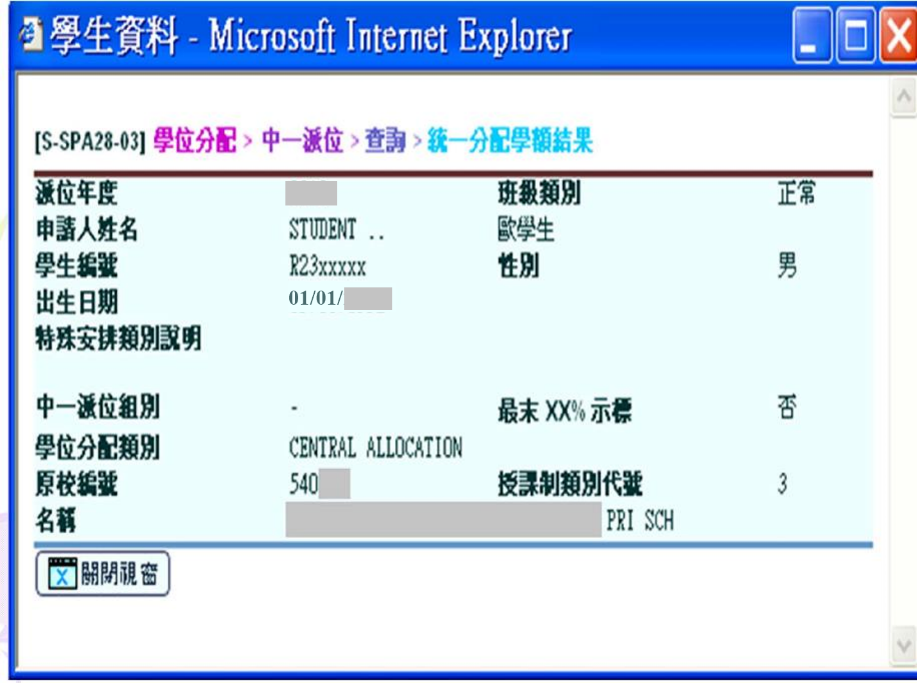 學生資料 - Microsoft Internet Explorer
[S-SPA28-03] 學位分配 > 中一派位 > 查詢 > 統一分配學額結果
派位年度 班級類別 正常
申請人姓名 STUDENT .. 歐學生
學生編號 R23xxxxx 性別 男
出生日期 01/01/
特殊安排類別說明
中一派位組別 - 最末 XX% 示標 否
學位分配類別 CENTRAL ALLOCATION
原校編號 540 授課制類別代號 3
名稱 PRI SCH
關閉視窗